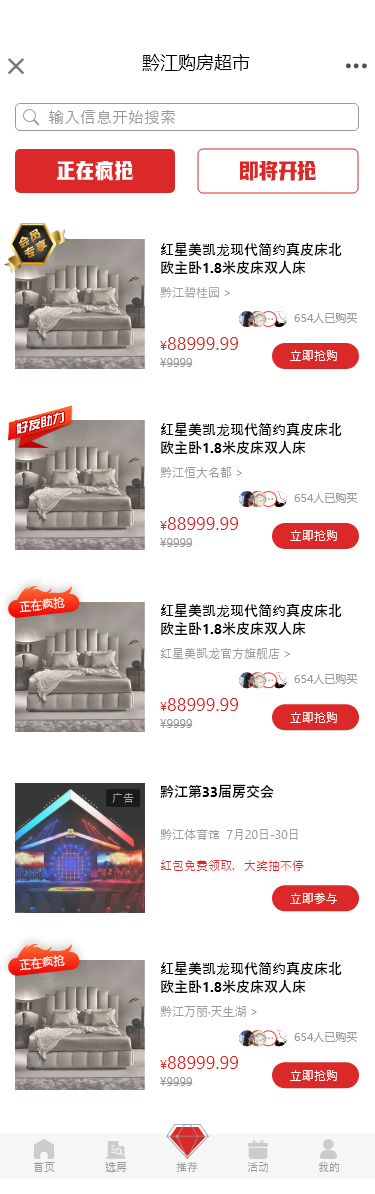 黔江购房超市
输入信息开始搜索
正在疯抢
即将开抢
会员
专享
红星美凯龙现代简约真皮床北
欧主卧1.8米皮床双人床
黔江碧桂园 >
654人已购买
¥88999.99
¥9999
立即抢购
好友助力
红星美凯龙现代简约真皮床北
欧主卧1.8米皮床双人床
黔江恒大名都 >
654人已购买
¥88999.99
¥9999
立即抢购
正在疯抢
红星美凯龙现代简约真皮床北
欧主卧1.8米皮床双人床
红星美凯龙官方旗舰店 >
654人已购买
¥88999.99
¥9999
立即抢购
广告
黔江第33届房交会
黔江体育馆 7月20日-30日
红包免费领取，大奖抽不停
立即参与
正在疯抢
红星美凯龙现代简约真皮床北
欧主卧1.8米皮床双人床
黔江万丽·天生湖 >
654人已购买
¥88999.99
¥9999
立即抢购
首页
选房
推荐
活动
我的